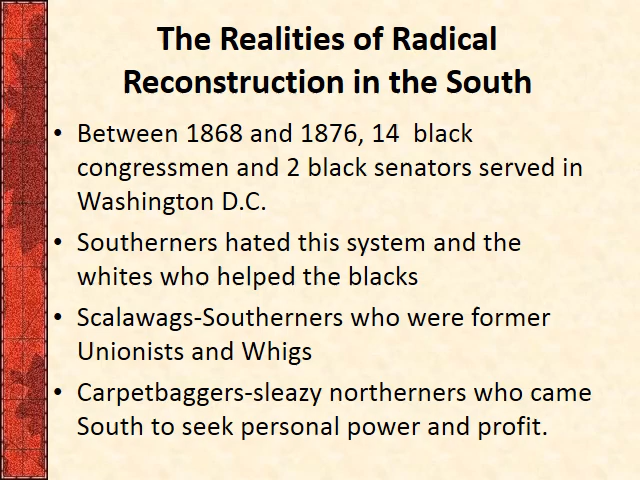 The Realities of Radical
Reconstruction in the South
• Between 1868 and 1876, 14  black
congressmen and 2 black senators served in
Washington D.C.
• Southerners hated this system and the
whites who helped the blacks
• Scalawags-Southerners who were former
Unionists and Whigs
• Carpetbaggers-sleazy northerners who came
South to seek personal power and profit.